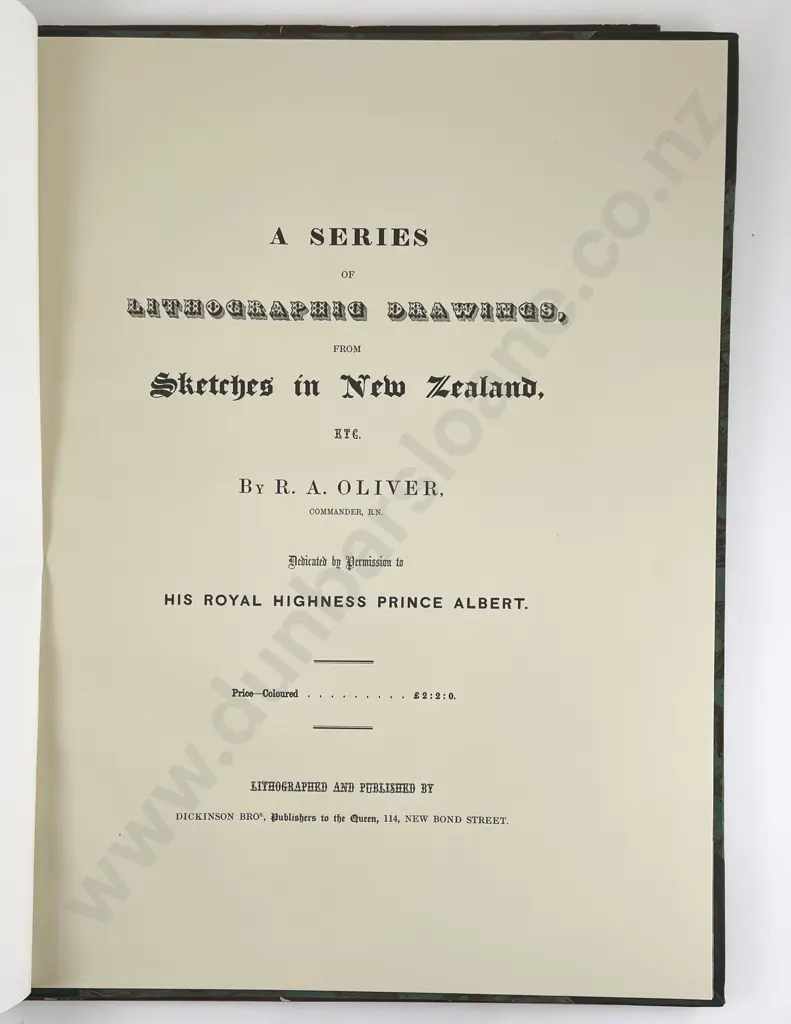 A SERIES
OF
LITHOGRAPHIC DRAWINGS,
FROM
Sketches in New Zealand,
ETC.
BY R. A. OLIVER,
COMMANDER, R.N.
Dedicated by Permission to
HIS ROYAL HIGHNESS PRINCE ALBERT.
Price—Coloured . . . . . . . . . £2:2:0.
LITHOGRAPHED AND PUBLISHED BY
DICKINSON BROs, Publishers to the Queen, 114, NEW BOND STREET.
www.dunbarsloane.co.nz